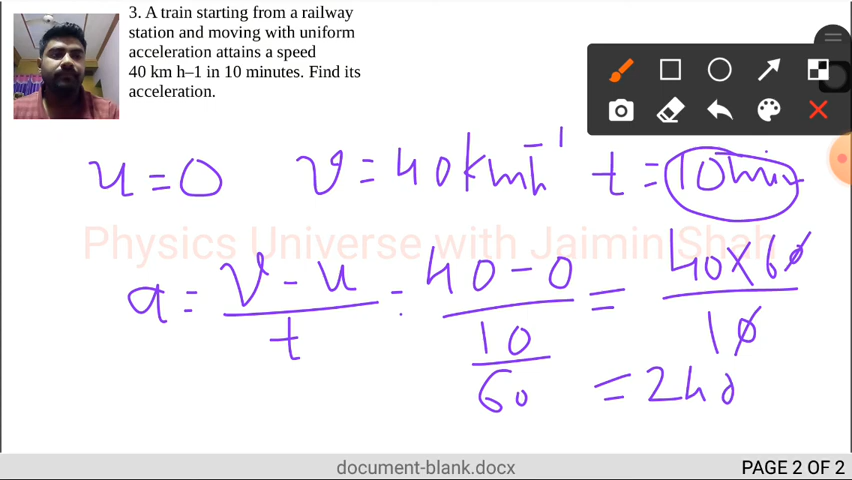 3. A train starting from a railway
station and moving with uniform
acceleration attains a speed
40 km h–1 in 10 minutes. Find its
acceleration.
u = 0 v = 40 km h⁻¹ t = 10 min
Physics Universe with Jaimin Shah
a = v - u / t = 40 - 0 / 10/60 = 40 × 60 / 10
= 240
document-blank.docx PAGE 2 OF 2